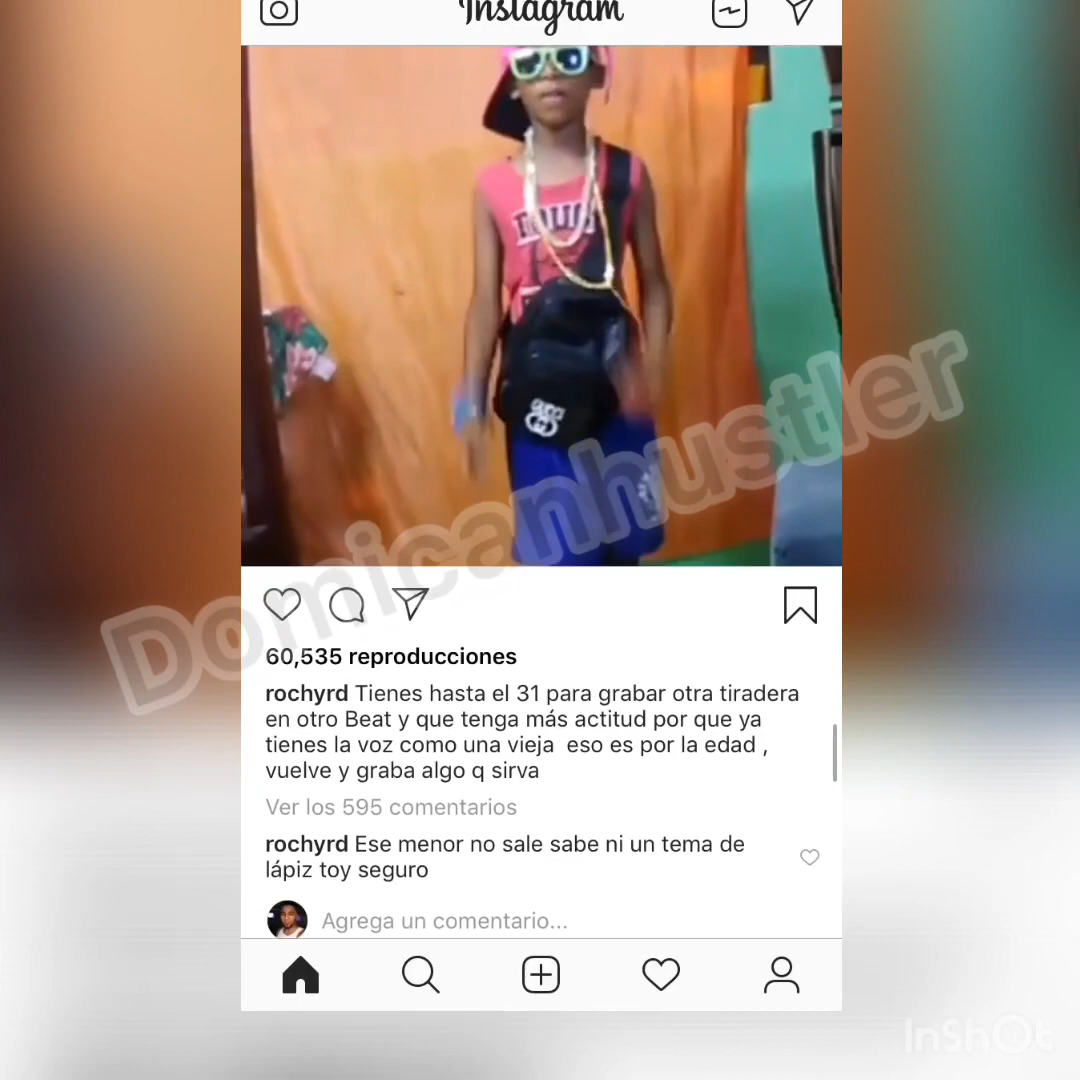 Instagram
GUCCI
Domicanhustler
60,535 reproducciones
rochyrd Tienes hasta el 31 para grabar otra tiradera
en otro Beat y que tenga más actitud por que ya
tienes la voz como una vieja eso es por la edad ,
vuelve y graba algo q sirva
Ver los 595 comentarios
rochyrd Ese menor no sale sabe ni un tema de
lápiz toy seguro
Agrega un comentario...
InShOt